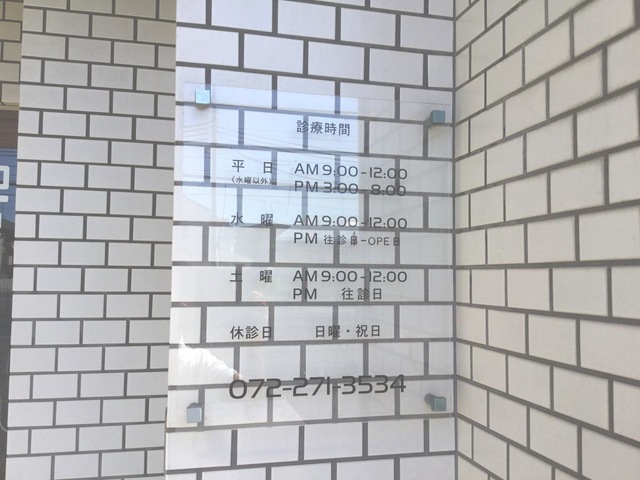 診療時間
平 日 AM 9:00-12:00
(水曜以外) PM 3:00-8:00
水 曜 AM 9:00-12:00
PM 往診日-OPE日
土 曜 AM 9:00-12:00
PM 往診日
休診日 日曜・祝日
072-271-3534